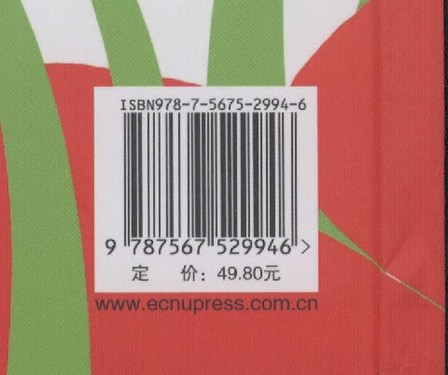 ISBN978-7-5675-2994-6
9 787567 529946 >
定 价：49.80元
www.ecnupress.com.cn